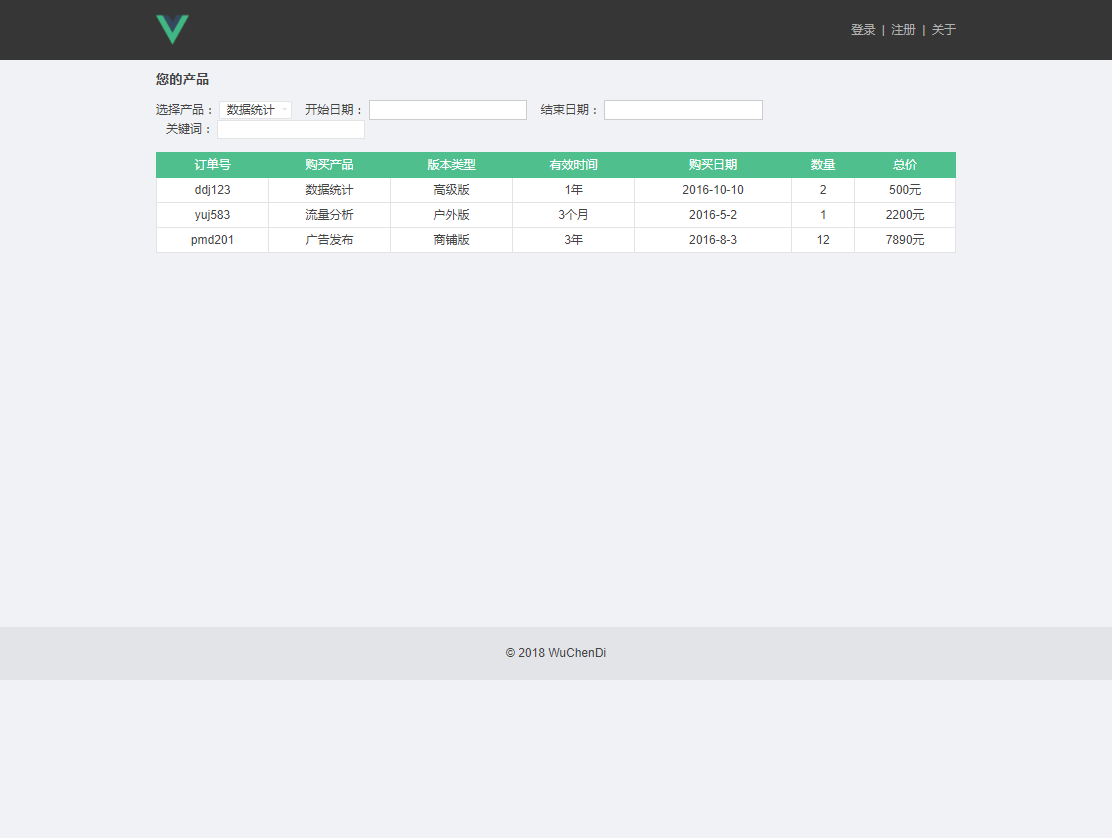 登录 | 注册 | 关于
您的产品
选择产品： 数据统计 开始日期： 结束日期：
关键词：
订单号 购买产品 版本类型 有效时间 购买日期 数量 总价
ddj123 数据统计 高级版 1年 2016-10-10 2 500元
yuj583 流量分析 户外版 3个月 2016-5-2 1 2200元
pmd201 广告发布 商铺版 3年 2016-8-3 12 7890元
© 2018 WuChenDi